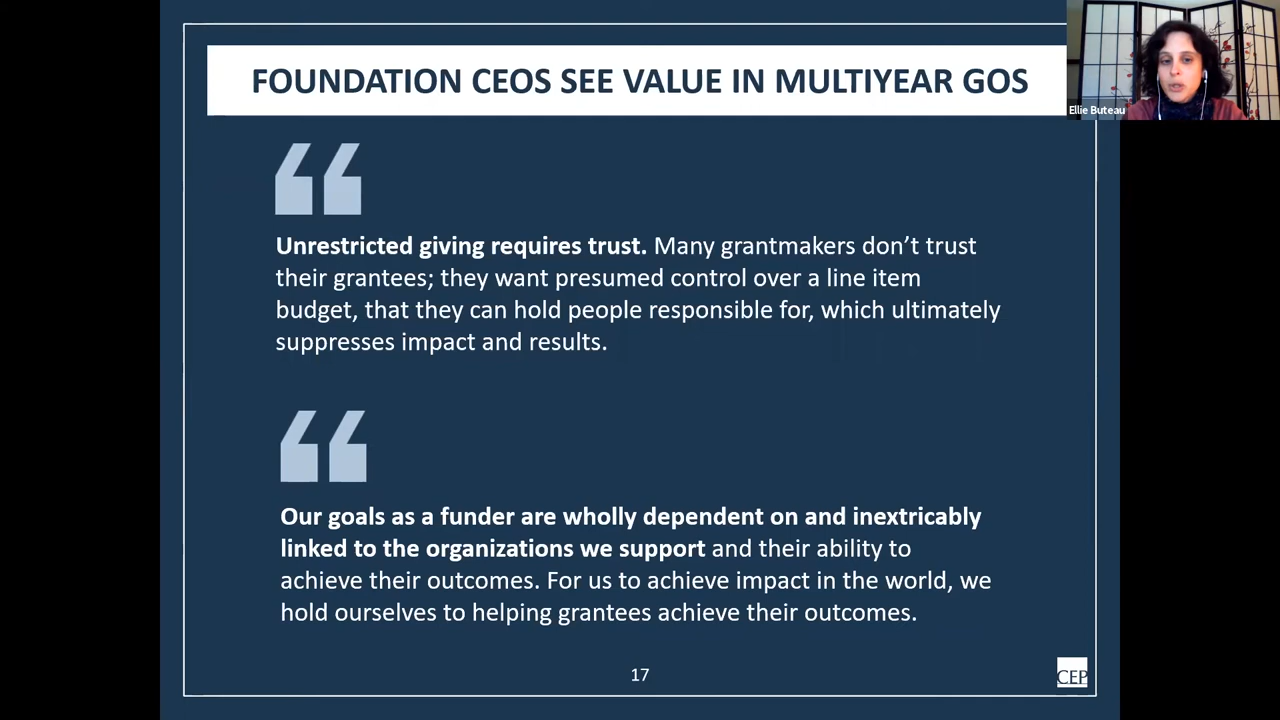 FOUNDATION CEOS SEE VALUE IN MULTIYEAR GOS
Ellie Buteau
Unrestricted giving requires trust. Many grantmakers don’t trust
their grantees; they want presumed control over a line item
budget, that they can hold people responsible for, which ultimately
suppresses impact and results.
Our goals as a funder are wholly dependent on and inextricably
linked to the organizations we support and their ability to
achieve their outcomes. For us to achieve impact in the world, we
hold ourselves to helping grantees achieve their outcomes.
17
CEP